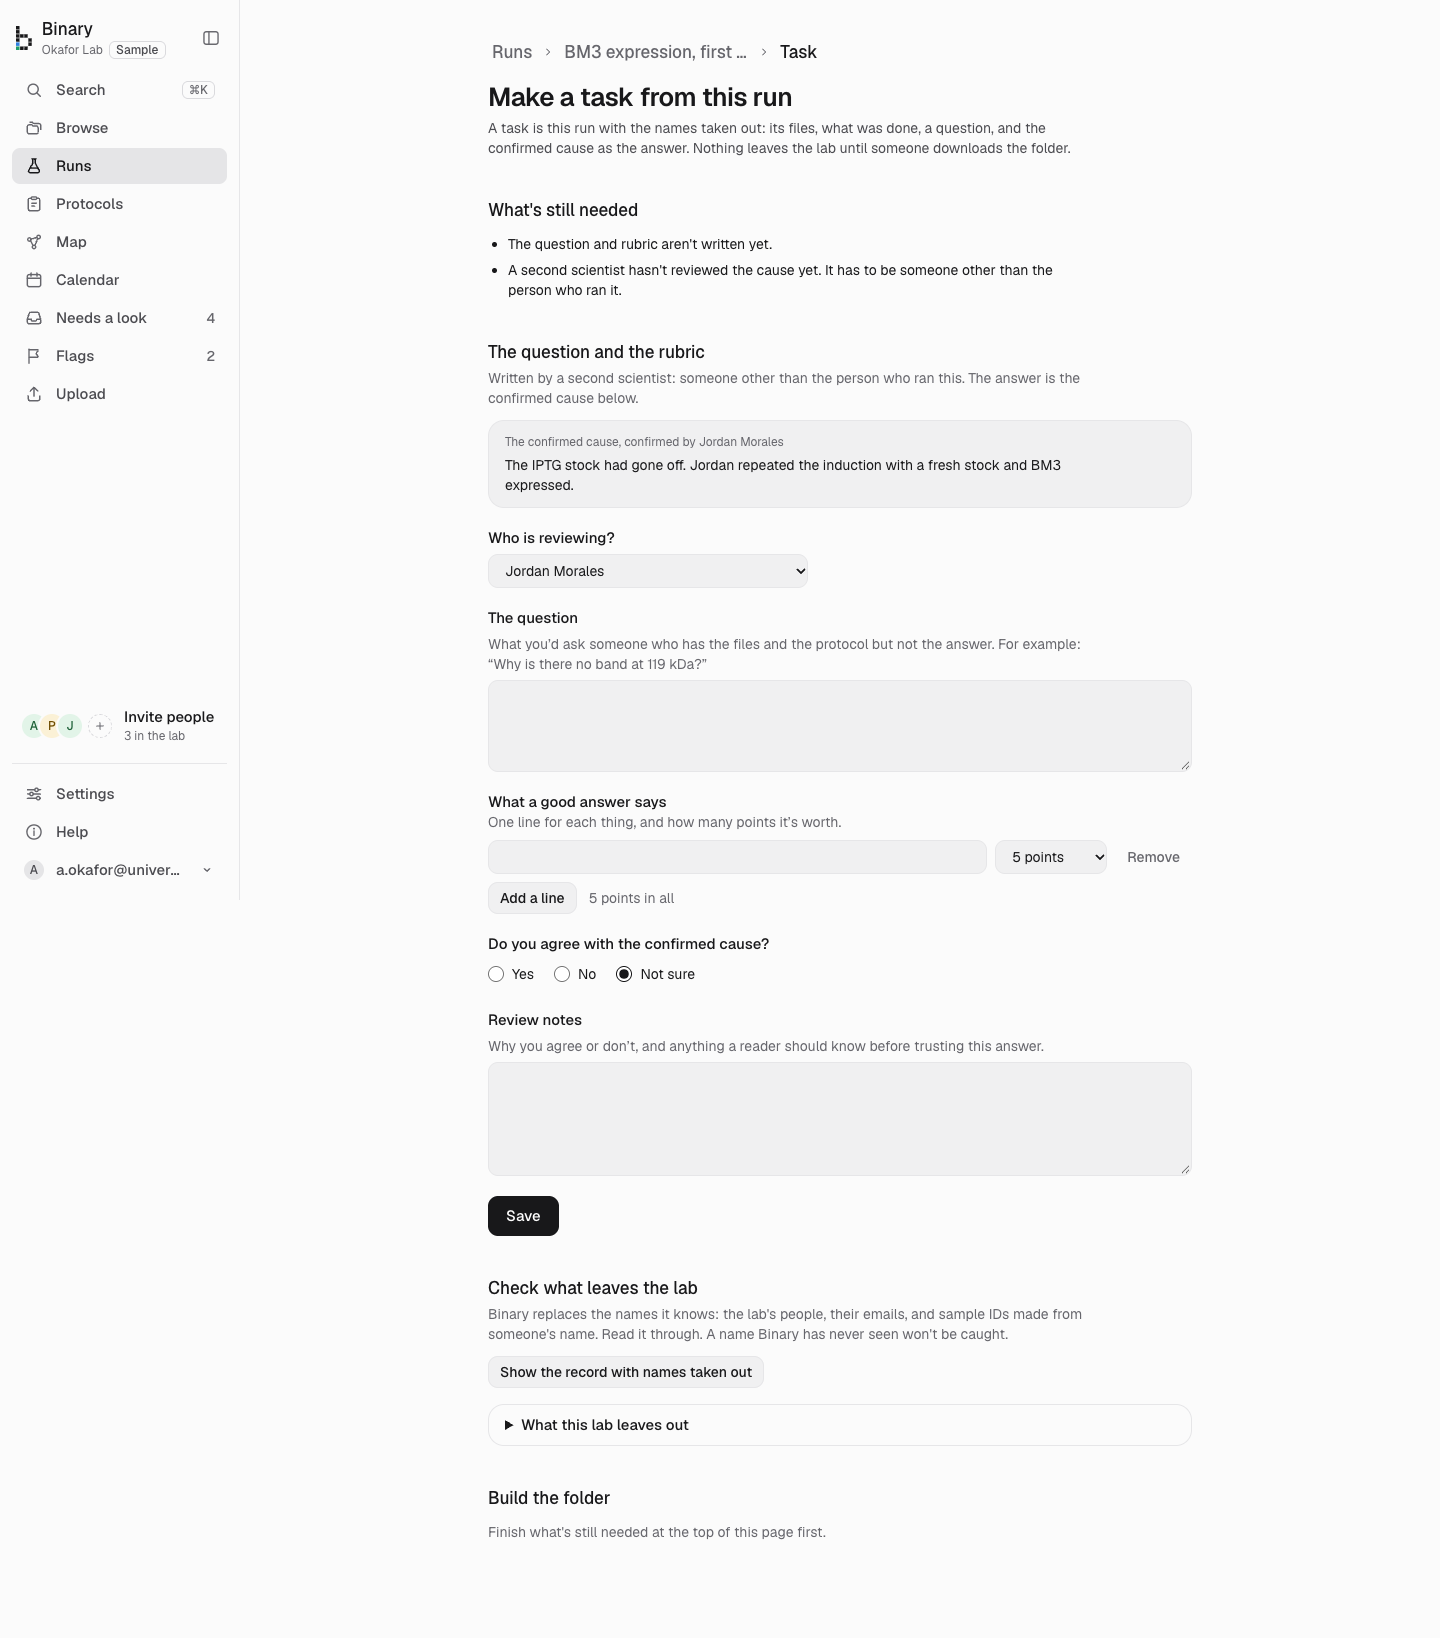 Binary
Okafor Lab Sample
Search ⌘K
Browse
Runs
Protocols
Map
Calendar
Needs a look 4
Flags 2
Upload
A P J + Invite people
3 in the lab
Settings
Help
A a.okafor@univer...
Runs > BM3 expression, first ... > Task
Make a task from this run
A task is this run with the names taken out: its files, what was done, a question, and the
confirmed cause as the answer. Nothing leaves the lab until someone downloads the folder.
What's still needed
• The question and rubric aren't written yet.
• A second scientist hasn't reviewed the cause yet. It has to be someone other than the
person who ran it.
The question and the rubric
Written by a second scientist: someone other than the person who ran this. The answer is the
confirmed cause below.
The confirmed cause, confirmed by Jordan Morales
The IPTG stock had gone off. Jordan repeated the induction with a fresh stock and BM3
expressed.
Who is reviewing?
Jordan Morales
The question
What you'd ask someone who has the files and the protocol but not the answer. For example:
“Why is there no band at 119 kDa?”
What a good answer says
One line for each thing, and how many points it's worth.
5 points Remove
Add a line 5 points in all
Do you agree with the confirmed cause?
Yes No Not sure
Review notes
Why you agree or don't, and anything a reader should know before trusting this answer.
Save
Check what leaves the lab
Binary replaces the names it knows: the lab's people, their emails, and sample IDs made from
someone's name. Read it through. A name Binary has never seen won't be caught.
Show the record with names taken out
What this lab leaves out
Build the folder
Finish what's still needed at the top of this page first.